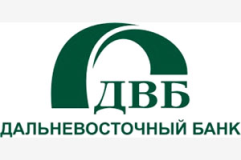 ДВБ
ДАЛЬНЕВОСТОЧНЫЙ БАНК